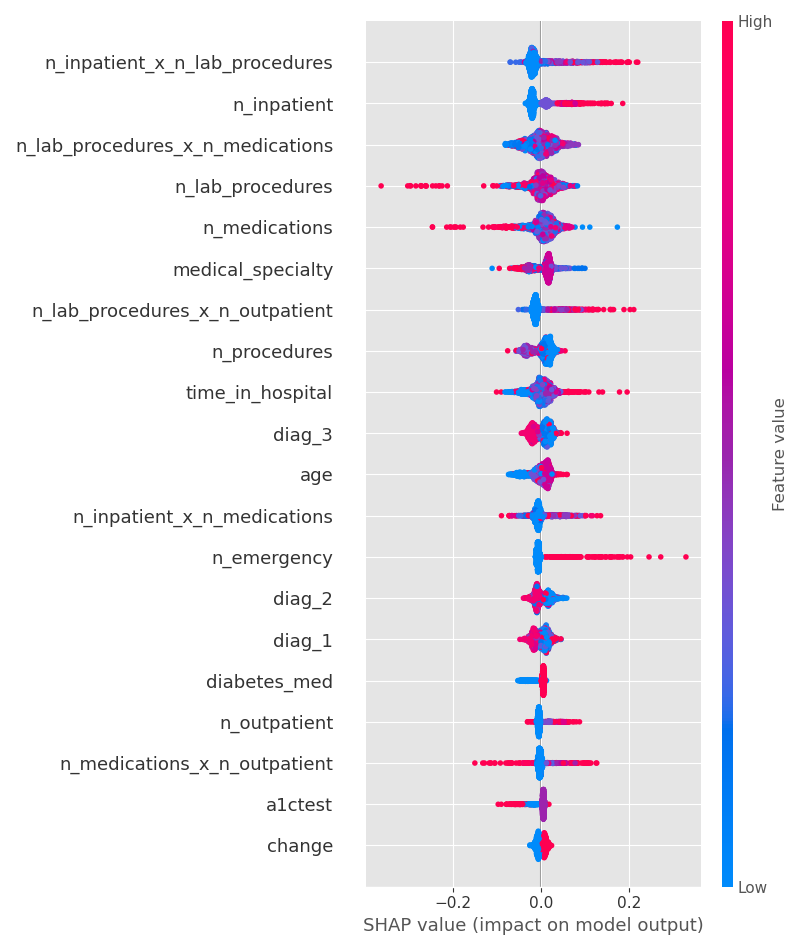 High
n_inpatient_x_n_lab_procedures
n_inpatient
n_lab_procedures_x_n_medications
n_lab_procedures
n_medications
medical_specialty
n_lab_procedures_x_n_outpatient
n_procedures
time_in_hospital
diag_3
age
n_inpatient_x_n_medications
n_emergency
diag_2
diag_1
diabetes_med
n_outpatient
n_medications_x_n_outpatient
a1ctest
change
Feature value
Low
−0.2 0.0 0.2
SHAP value (impact on model output)